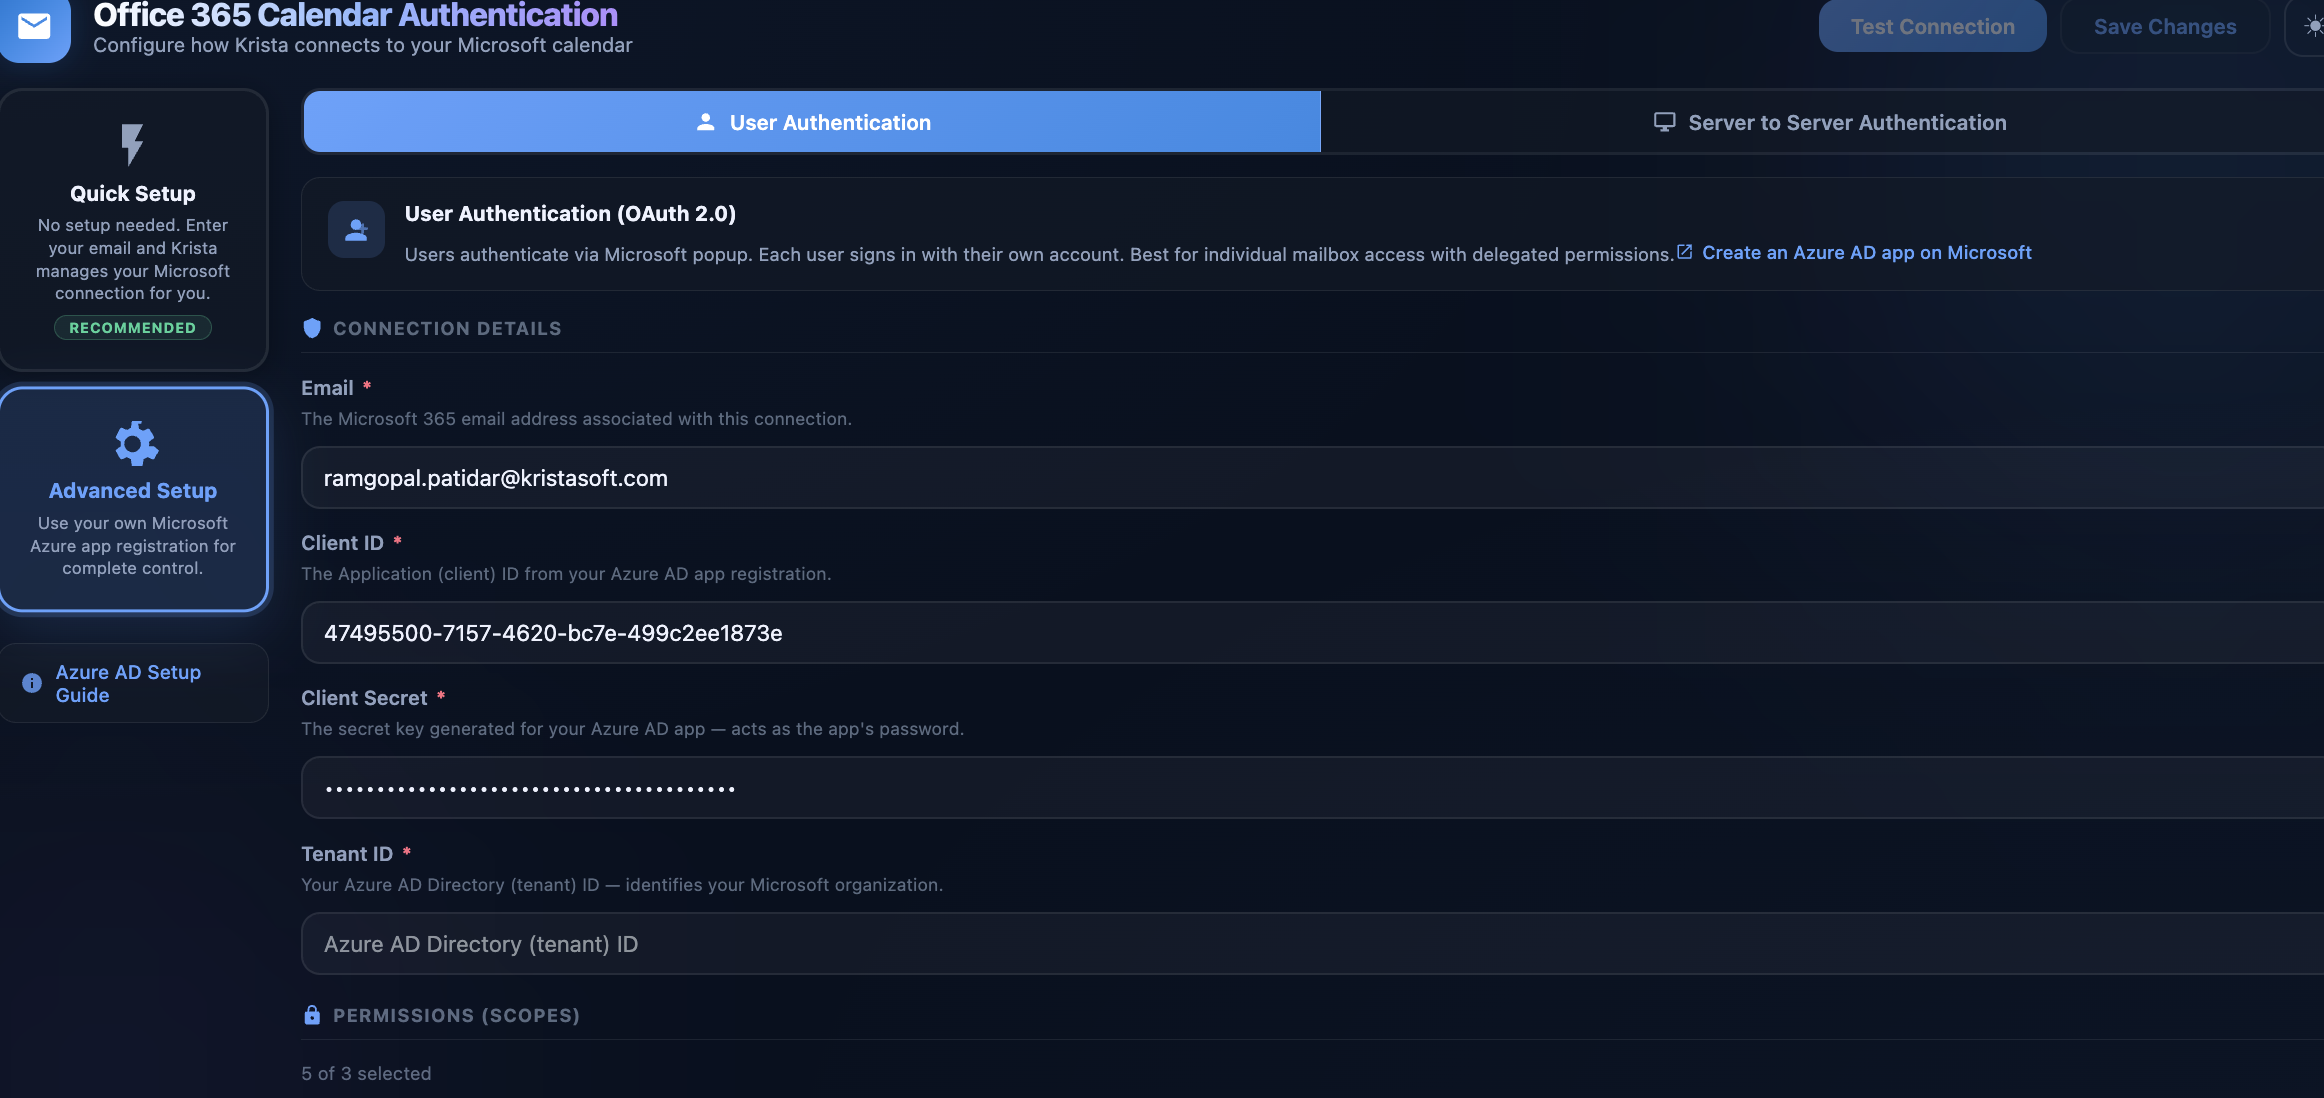 Office 365 Calendar Authentication
Configure how Krista connects to your Microsoft calendar
Test Connection
Save Changes
Quick Setup
No setup needed. Enter
your email and Krista
manages your Microsoft
connection for you.
RECOMMENDED
Advanced Setup
Use your own Microsoft
Azure app registration for
complete control.
Azure AD Setup
Guide
User Authentication
Server to Server Authentication
User Authentication (OAuth 2.0)
Users authenticate via Microsoft popup. Each user signs in with their own account. Best for individual mailbox access with delegated permissions. Create an Azure AD app on Microsoft
CONNECTION DETAILS
Email *
The Microsoft 365 email address associated with this connection.
ramgopal.patidar@kristasoft.com
Client ID *
The Application (client) ID from your Azure AD app registration.
47495500-7157-4620-bc7e-499c2ee1873e
Client Secret *
The secret key generated for your Azure AD app — acts as the app's password.
••••••••••••••••••••••••••••••••••••••••
Tenant ID *
Your Azure AD Directory (tenant) ID — identifies your Microsoft organization.
Azure AD Directory (tenant) ID
PERMISSIONS (SCOPES)
5 of 3 selected